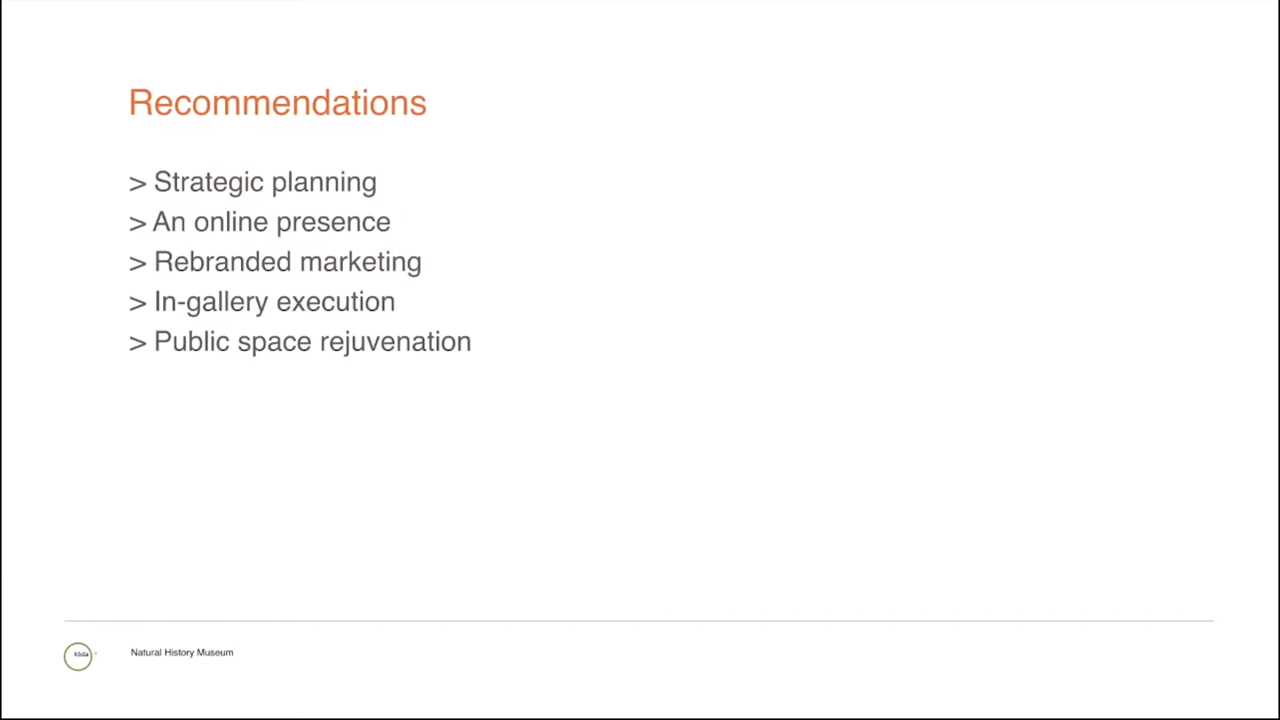 Recommendations
> Strategic planning
> An online presence
> Rebranded marketing
> In-gallery execution
> Public space rejuvenation
Natural History Museum